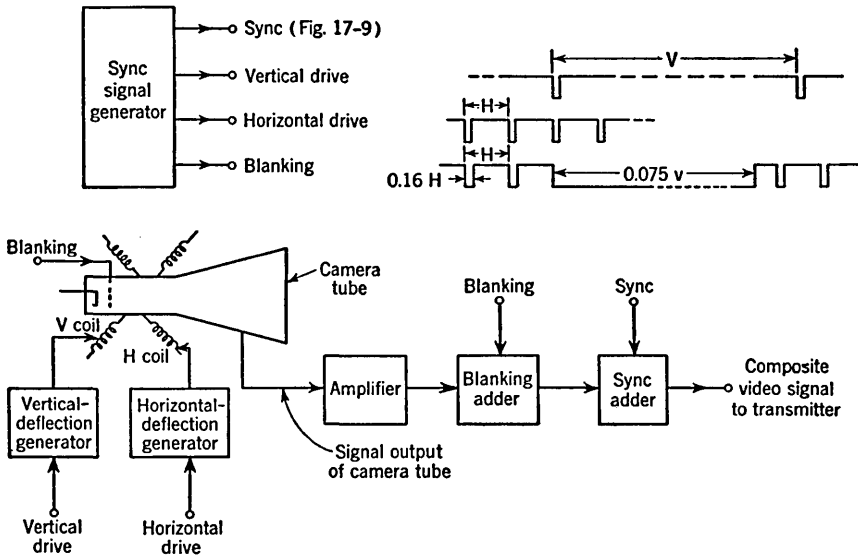 Sync
signal
generator
Sync (Fig. 17-9)
Vertical drive
Horizontal drive
Blanking
V
H
H
0.16 H
0.075 v
Blanking
Camera
tube
V coil
H coil
Vertical-
deflection
generator
Horizontal-
deflection
generator
Vertical
drive
Horizontal
drive
Signal output
of camera tube
Amplifier
Blanking
Blanking
adder
Sync
Sync
adder
Composite
video signal
to transmitter